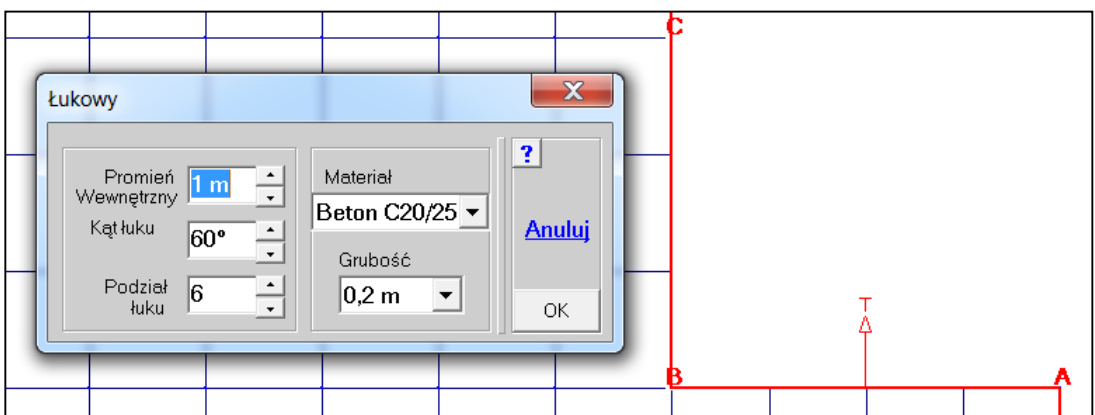 C
Łukowy
X
?
Promień
Wewnętrzny
1 m
Materiał
Beton C20/25
Anuluj
Kąt łuku
60°
Grubość
Podział
łuku
6
0,2 m
OK
T
B
A